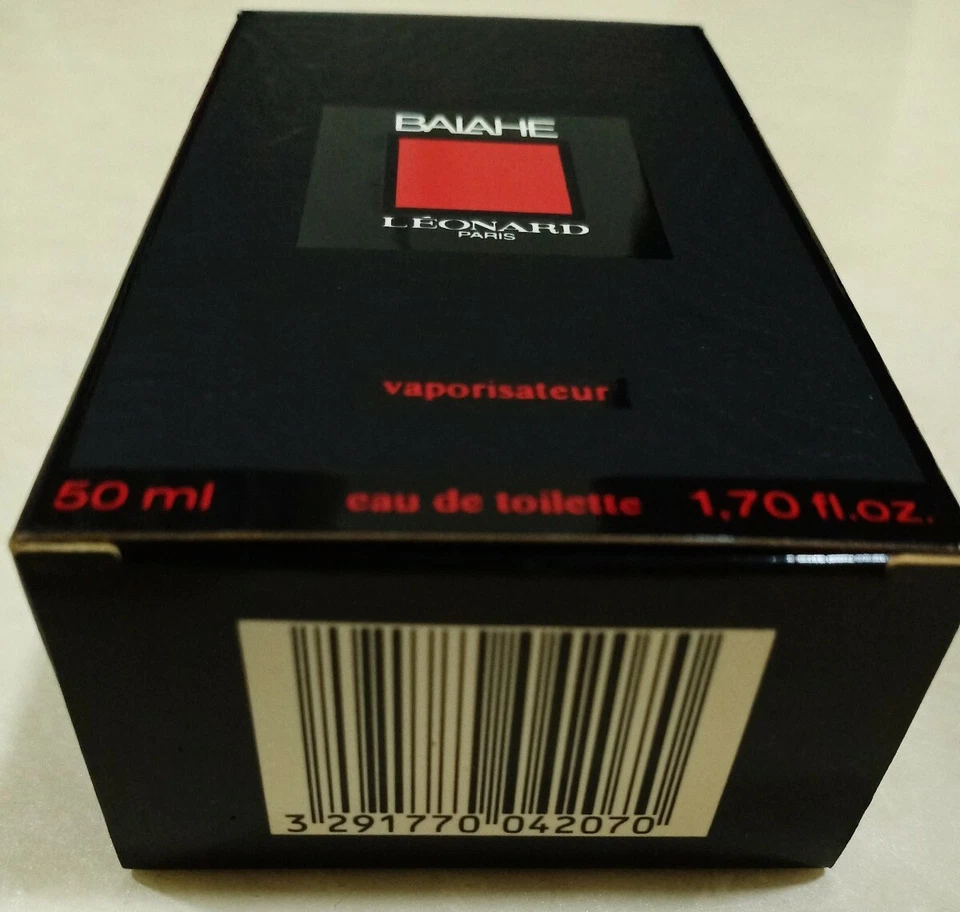 BALAHE
LÉONARD
PARIS
vaporisateur
50 ml eau de toilette 1,70 fl.oz.
3 291770 042070